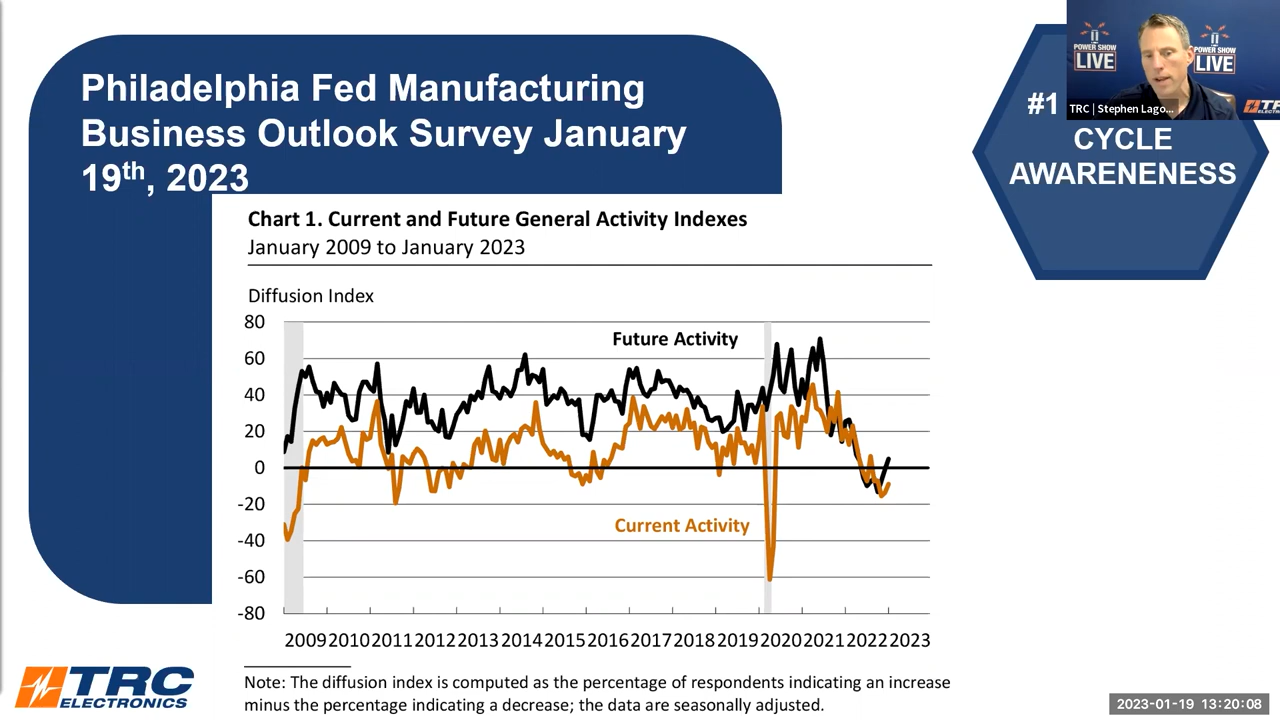 Philadelphia Fed Manufacturing
Business Outlook Survey January
19th, 2023
#1
CYCLE
AWARENENESS
POWER SHOW
LIVE
POWER SHOW
LIVE
TRC | Stephen Lago...
Chart 1. Current and Future General Activity Indexes
January 2009 to January 2023
Diffusion Index
80
60
40
20
0
-20
-40
-60
-80
Future Activity
Current Activity
2009 2010 2011 2012 2013 2014 2015 2016 2017 2018 2019 2020 2021 2022 2023
Note: The diffusion index is computed as the percentage of respondents indicating an increase
minus the percentage indicating a decrease; the data are seasonally adjusted.
TRC
ELECTRONICS
2023-01-19 13:20:08